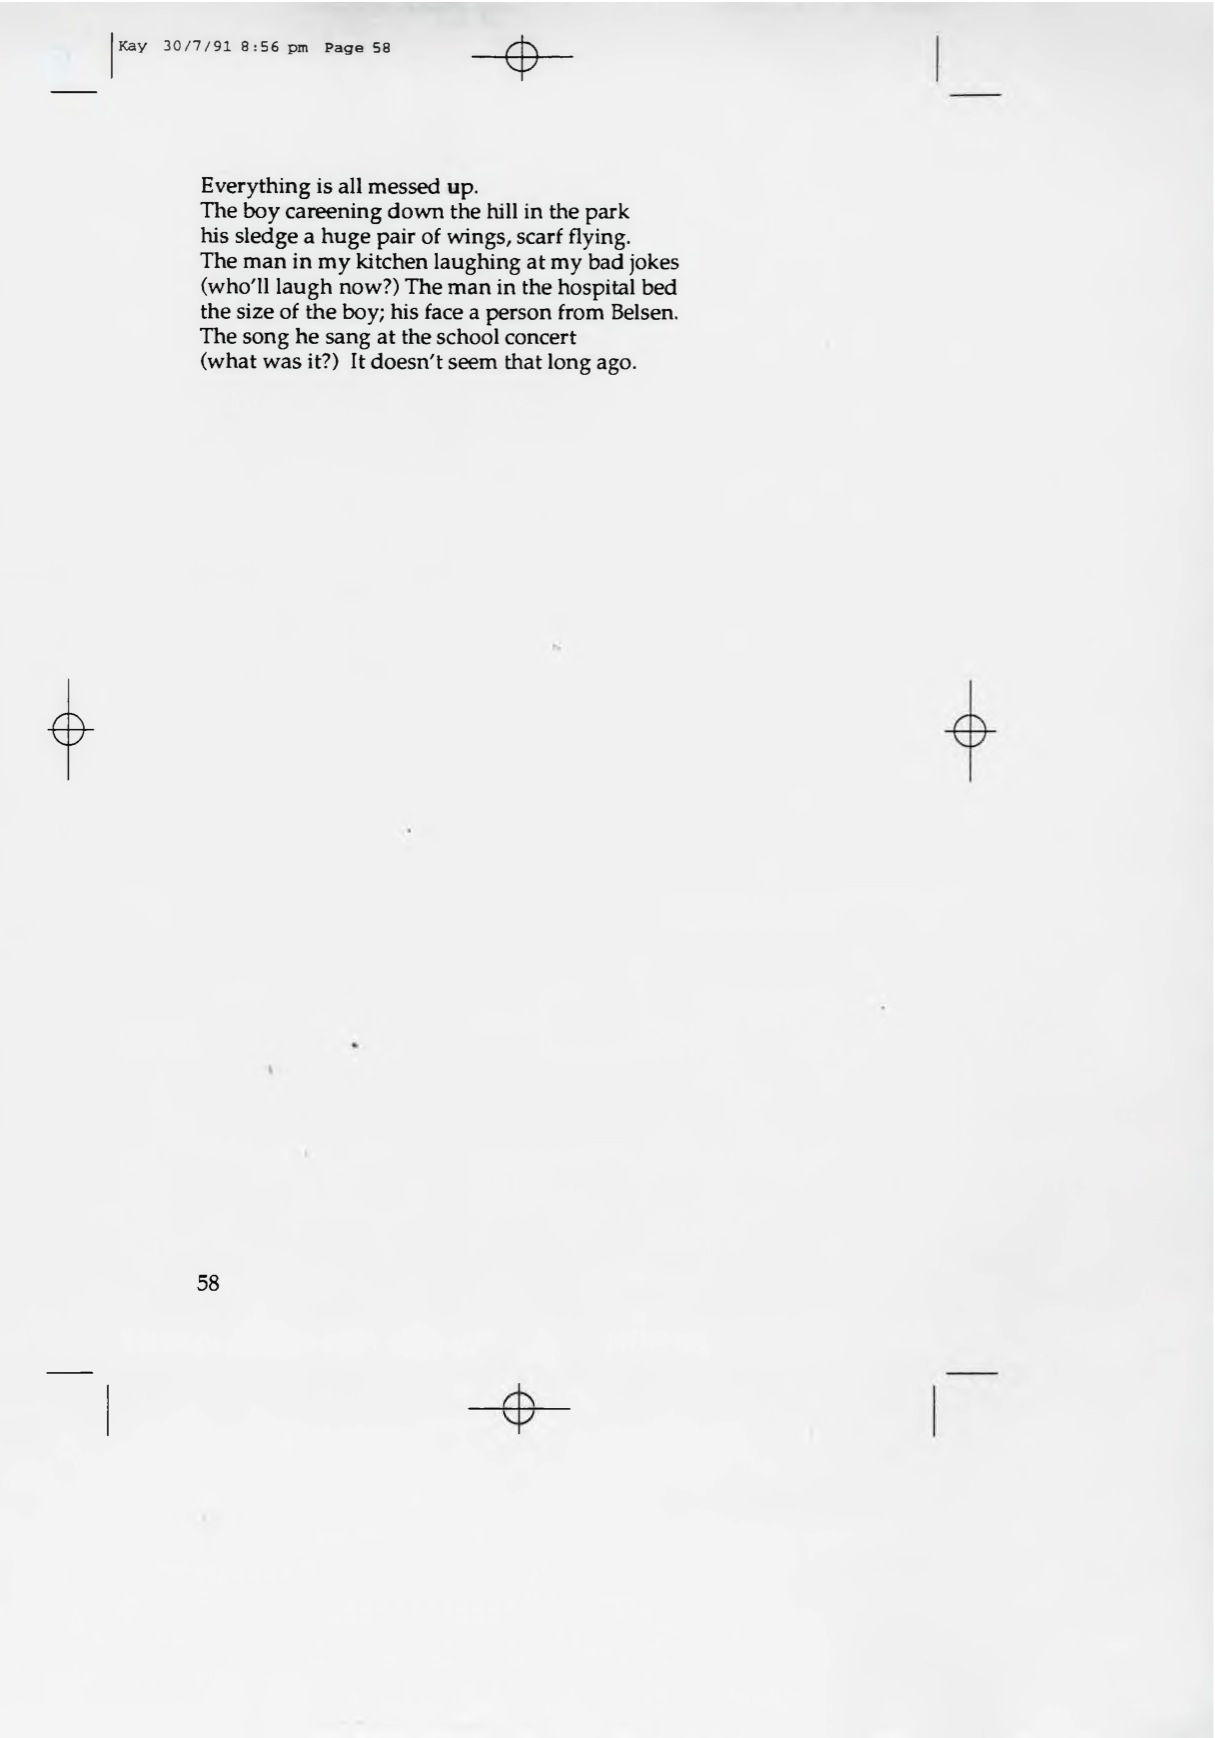 Kay 30/7/91 8:56 pm Page 58
Everything is all messed up.
The boy careening down the hill in the park
his sledge a huge pair of wings, scarf flying.
The man in my kitchen laughing at my bad jokes
(who'll laugh now?) The man in the hospital bed
the size of the boy; his face a person from Belsen.
The song he sang at the school concert
(what was it?) It doesn't seem that long ago.
58